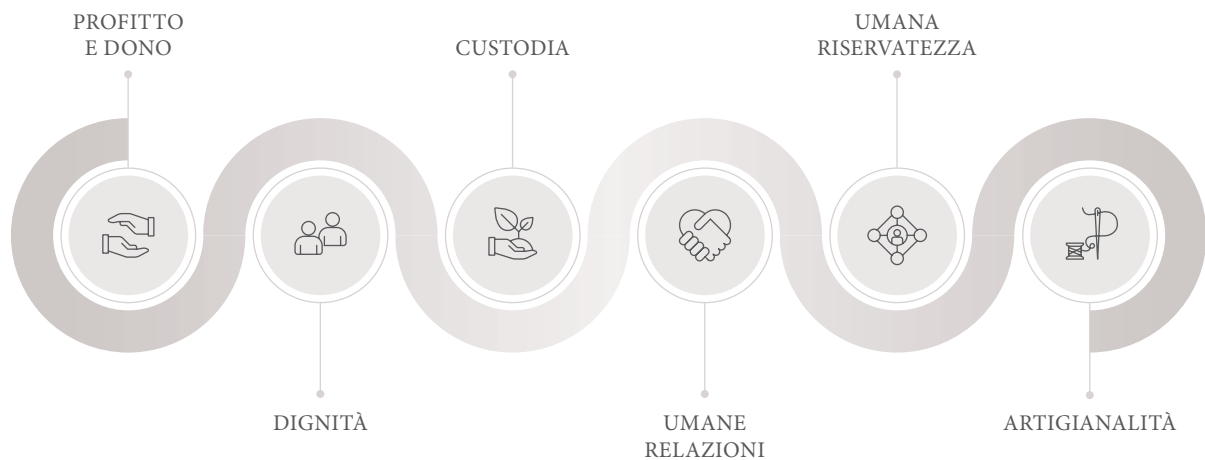 PROFITTO
E DONO
DIGNITÀ
CUSTODIA
UMANE
RELAZIONI
UMANA
RISERVATEZZA
ARTIGIANALITÀ